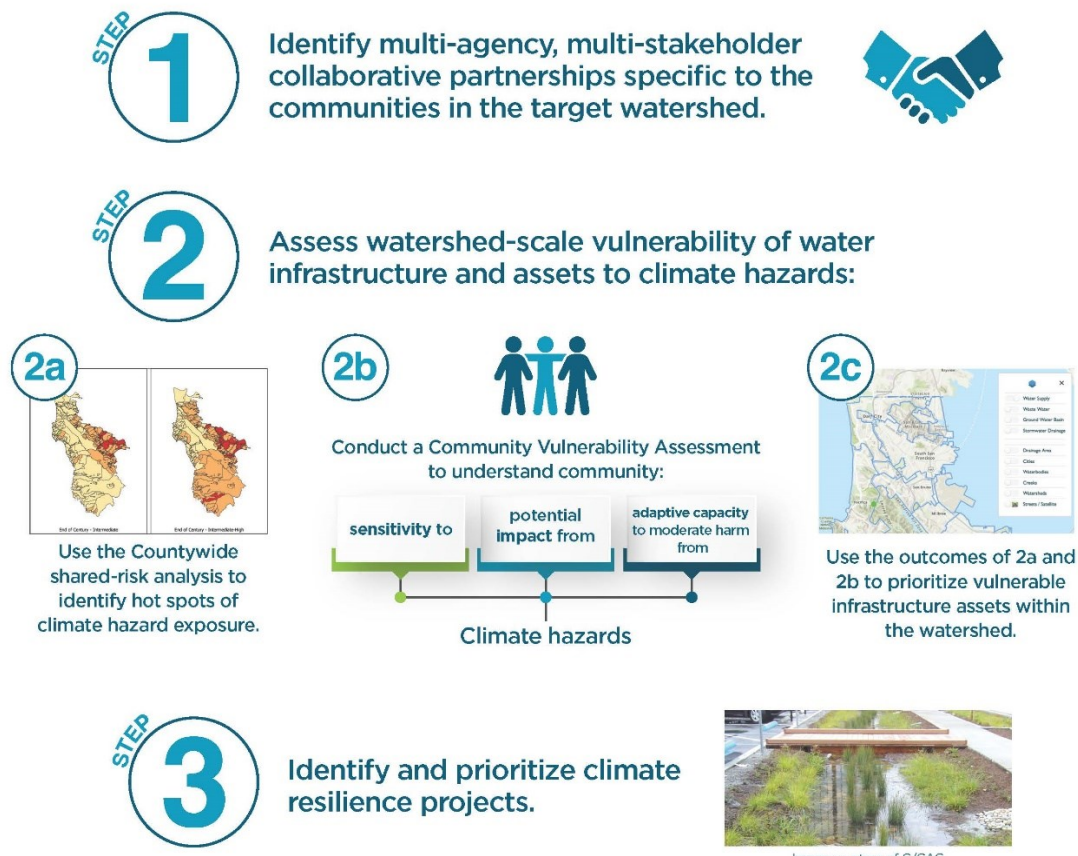 STEP
1
Identify multi-agency, multi-stakeholder
collaborative partnerships specific to the
communities in the target watershed.
STEP
2
Assess watershed-scale vulnerability of water
infrastructure and assets to climate hazards:
2a
End of Century - Intermediate
End of Century - Intermediate-High
Use the Countywide
shared-risk analysis to
identify hot spots of
climate hazard exposure.
2b
Conduct a Community Vulnerability Assessment
to understand community:
sensitivity to
potential
impact from
adaptive capacity
to moderate harm
from
Climate hazards
2c
Water Supply
Waste Water
Ground Water Basin
Stormwater Drainage
Drainage Area
Cities
Waterbodies
Creeks
Watersheds
Streets / Satellite
Use the outcomes of 2a and
2b to prioritize vulnerable
infrastructure assets within
the watershed.
STEP
3
Identify and prioritize climate
resilience projects.